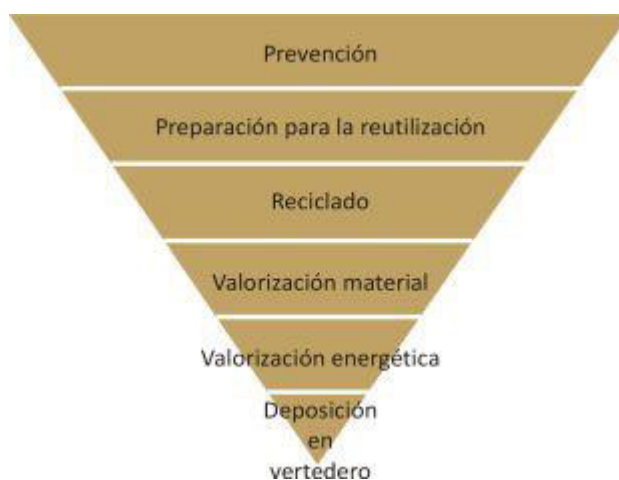 Prevención
Preparación para la reutilización
Reciclado
Valorización material
Valorización energética
Deposición
en
vertedero